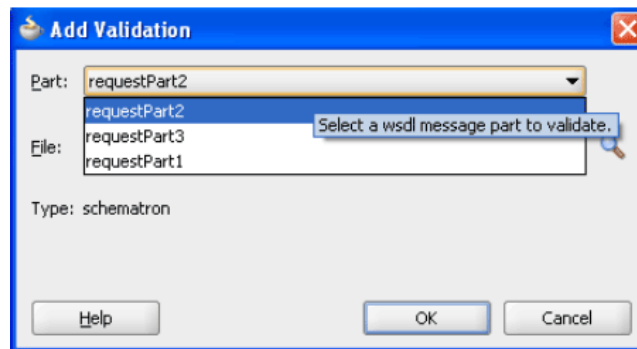 Add Validation
Part: requestPart2
requestPart2
Select a wsdl message part to validate.
requestPart3
File:
requestPart1
Type: schematron
Help
OK
Cancel